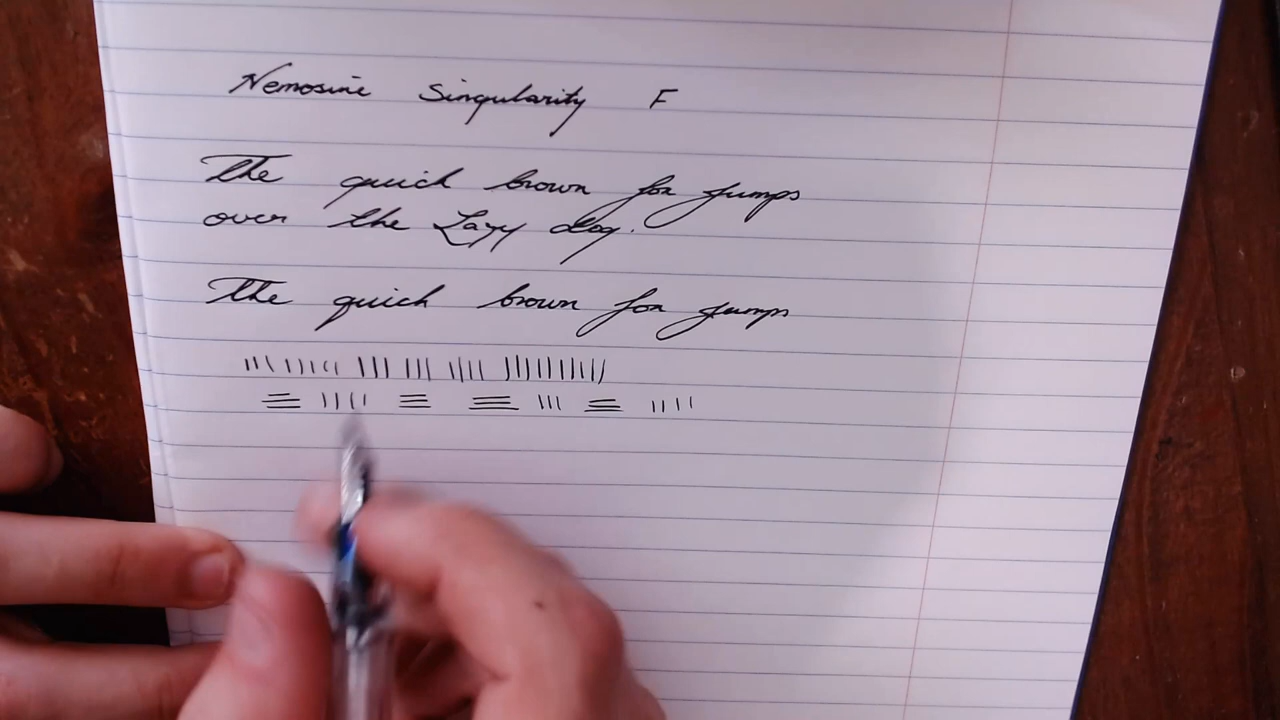 Nemosine Singularity F
The quick brown fox jumps
over the Lazy dog.
The quick brown fox jumps